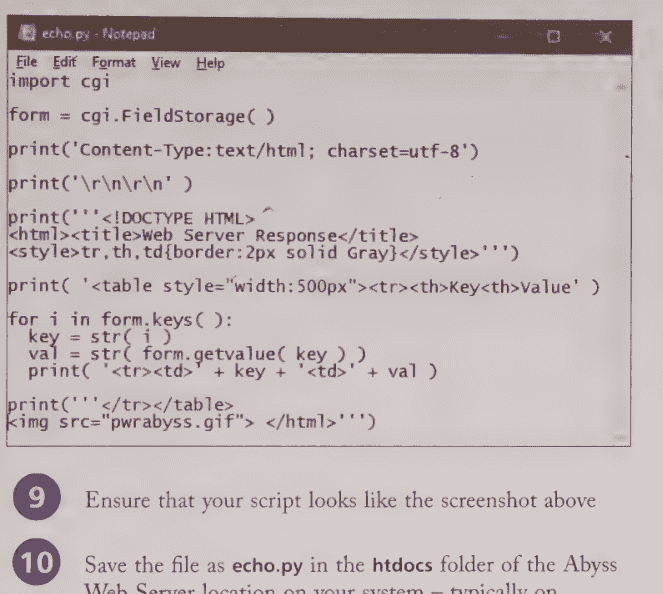 echo.py - Notepad
File Edit Format View Help
import cgi
form = cgi.FieldStorage( )
print('Content-Type:text/html; charset=utf-8')
print('\r\n\r\n' )
print('''<!DOCTYPE HTML>
<html><title>Web Server Response</title>
<style>tr,th,td{border:2px solid Gray}</style>''')
print( '<table style="width:500px"><tr><th>Key<th>Value' )
for i in form.keys( ):
  key = str( i )
  val = str( form.getvalue( key ) )
  print( '<tr><td>' + key + '<td>' + val )
print('''</tr></table>
<img src="pwrabyss.gif"> </html>''')
9 Ensure that your script looks like the screenshot above
10 Save the file as echo.py in the htdocs folder of the Abyss
Web Server location on your system – typically on